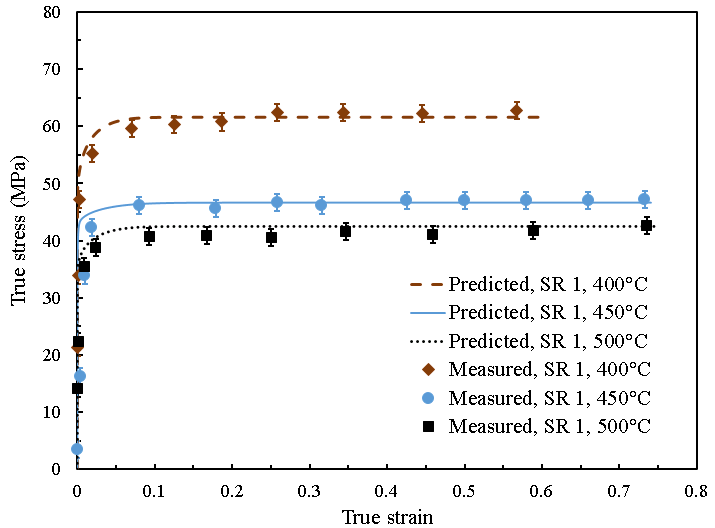 80
70
60
50
40
30
20
10
0
True stress (MPa)
Predicted, SR 1, 400°C
Predicted, SR 1, 450°C
Predicted, SR 1, 500°C
Measured, SR 1, 400°C
Measured, SR 1, 450°C
Measured, SR 1, 500°C
0 0.1 0.2 0.3 0.4 0.5 0.6 0.7 0.8
True strain